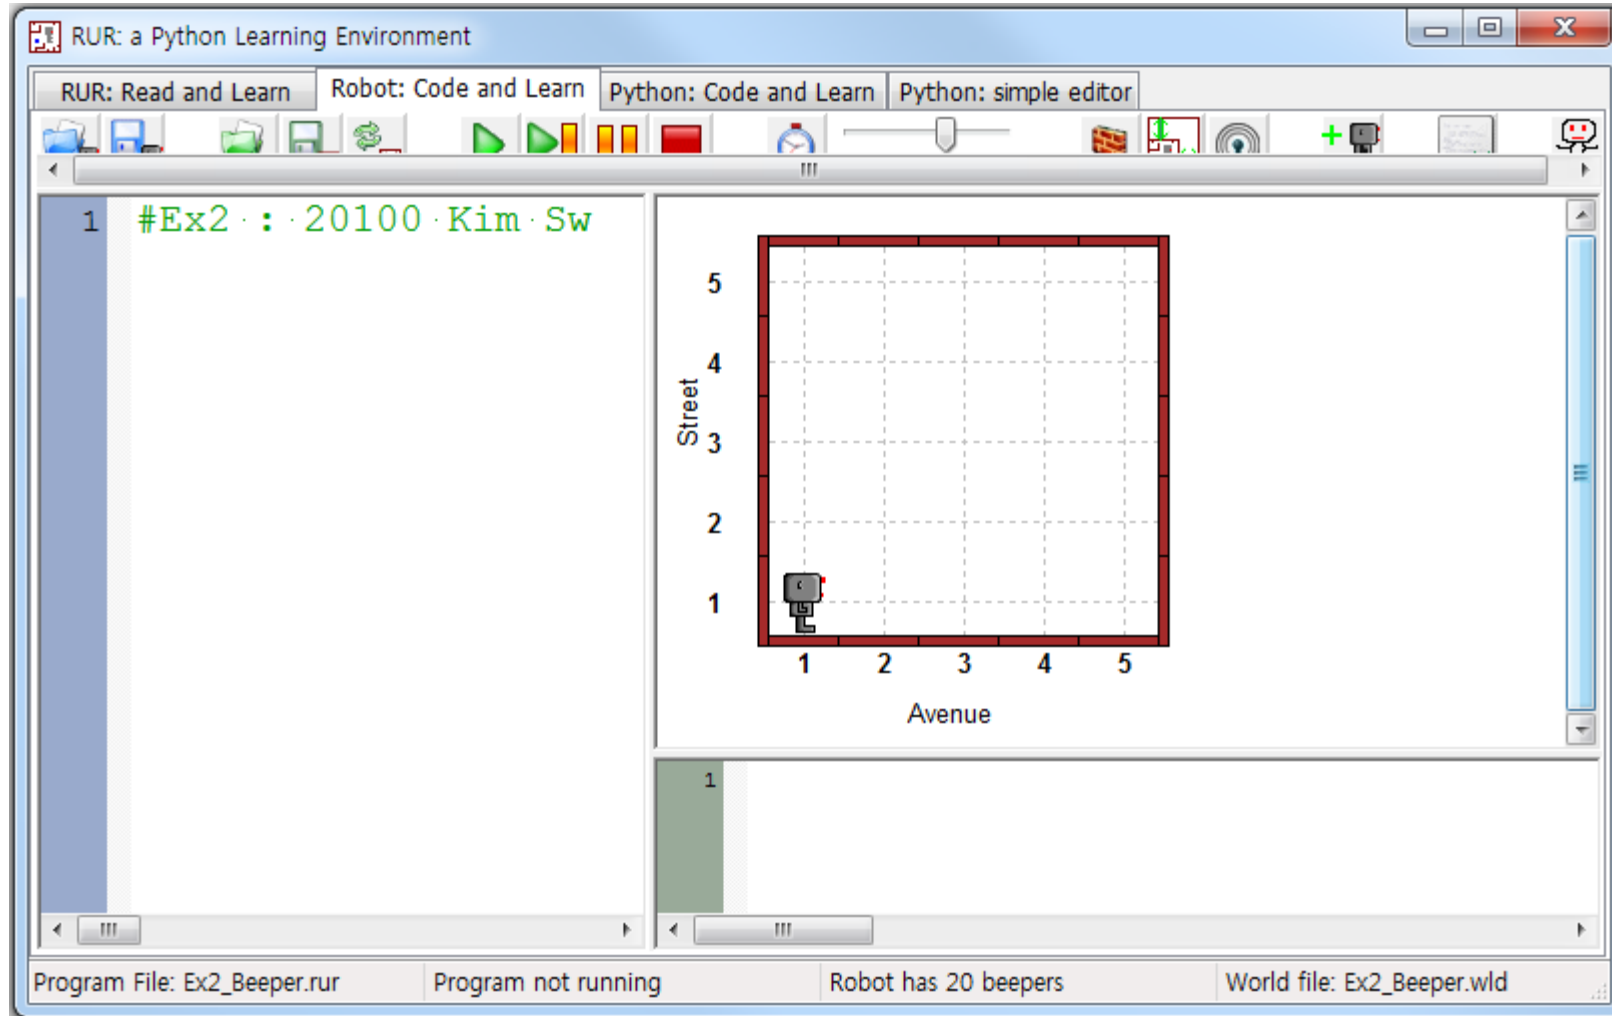 RUR: a Python Learning Environment
RUR: Read and Learn Robot: Code and Learn Python: Code and Learn Python: simple editor
1 #Ex2 : 20100 Kim Sw
5
4
Street
3
2
1
1 2 3 4 5
Avenue
1
Program File: Ex2_Beeper.rur Program not running Robot has 20 beepers World file: Ex2_Beeper.wld